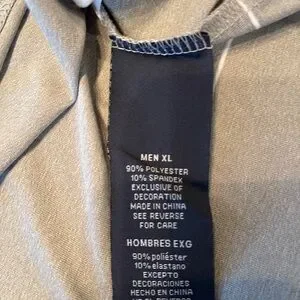 MEN XL
90% POLYESTER
10% SPANDEX
EXCLUSIVE OF
DECORATION
MADE IN CHINA
SEE REVERSE
FOR CARE
HOMBRES EXG
90% poliéster
10% elastano
EXCEPTO
DECORACIONES
HECHO EN CHINA